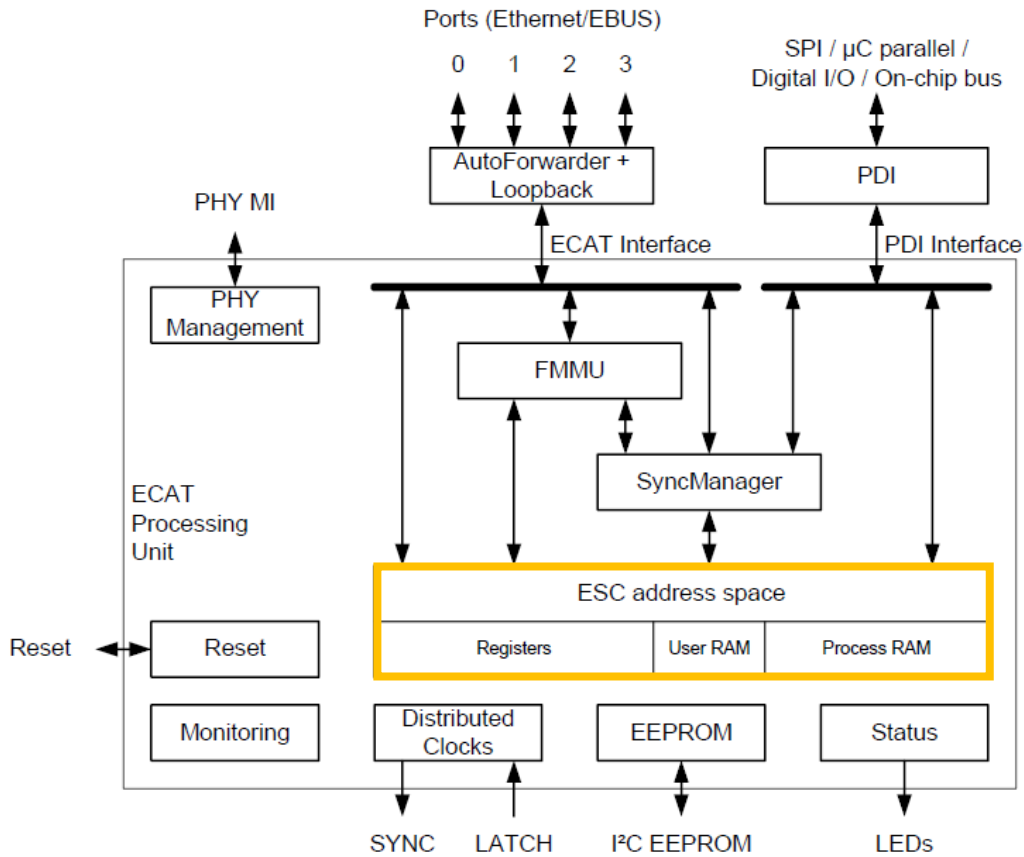 Ports (Ethernet/EBUS)
0 1 2 3
SPI / µC parallel /
Digital I/O / On-chip bus
AutoForwarder +
Loopback
PDI
PHY MI
ECAT Interface
PDI Interface
PHY
Management
FMMU
SyncManager
ECAT
Processing
Unit
ESC address space
Registers User RAM Process RAM
Reset
Reset
Monitoring
Distributed
Clocks
EEPROM
Status
SYNC LATCH I²C EEPROM LEDs